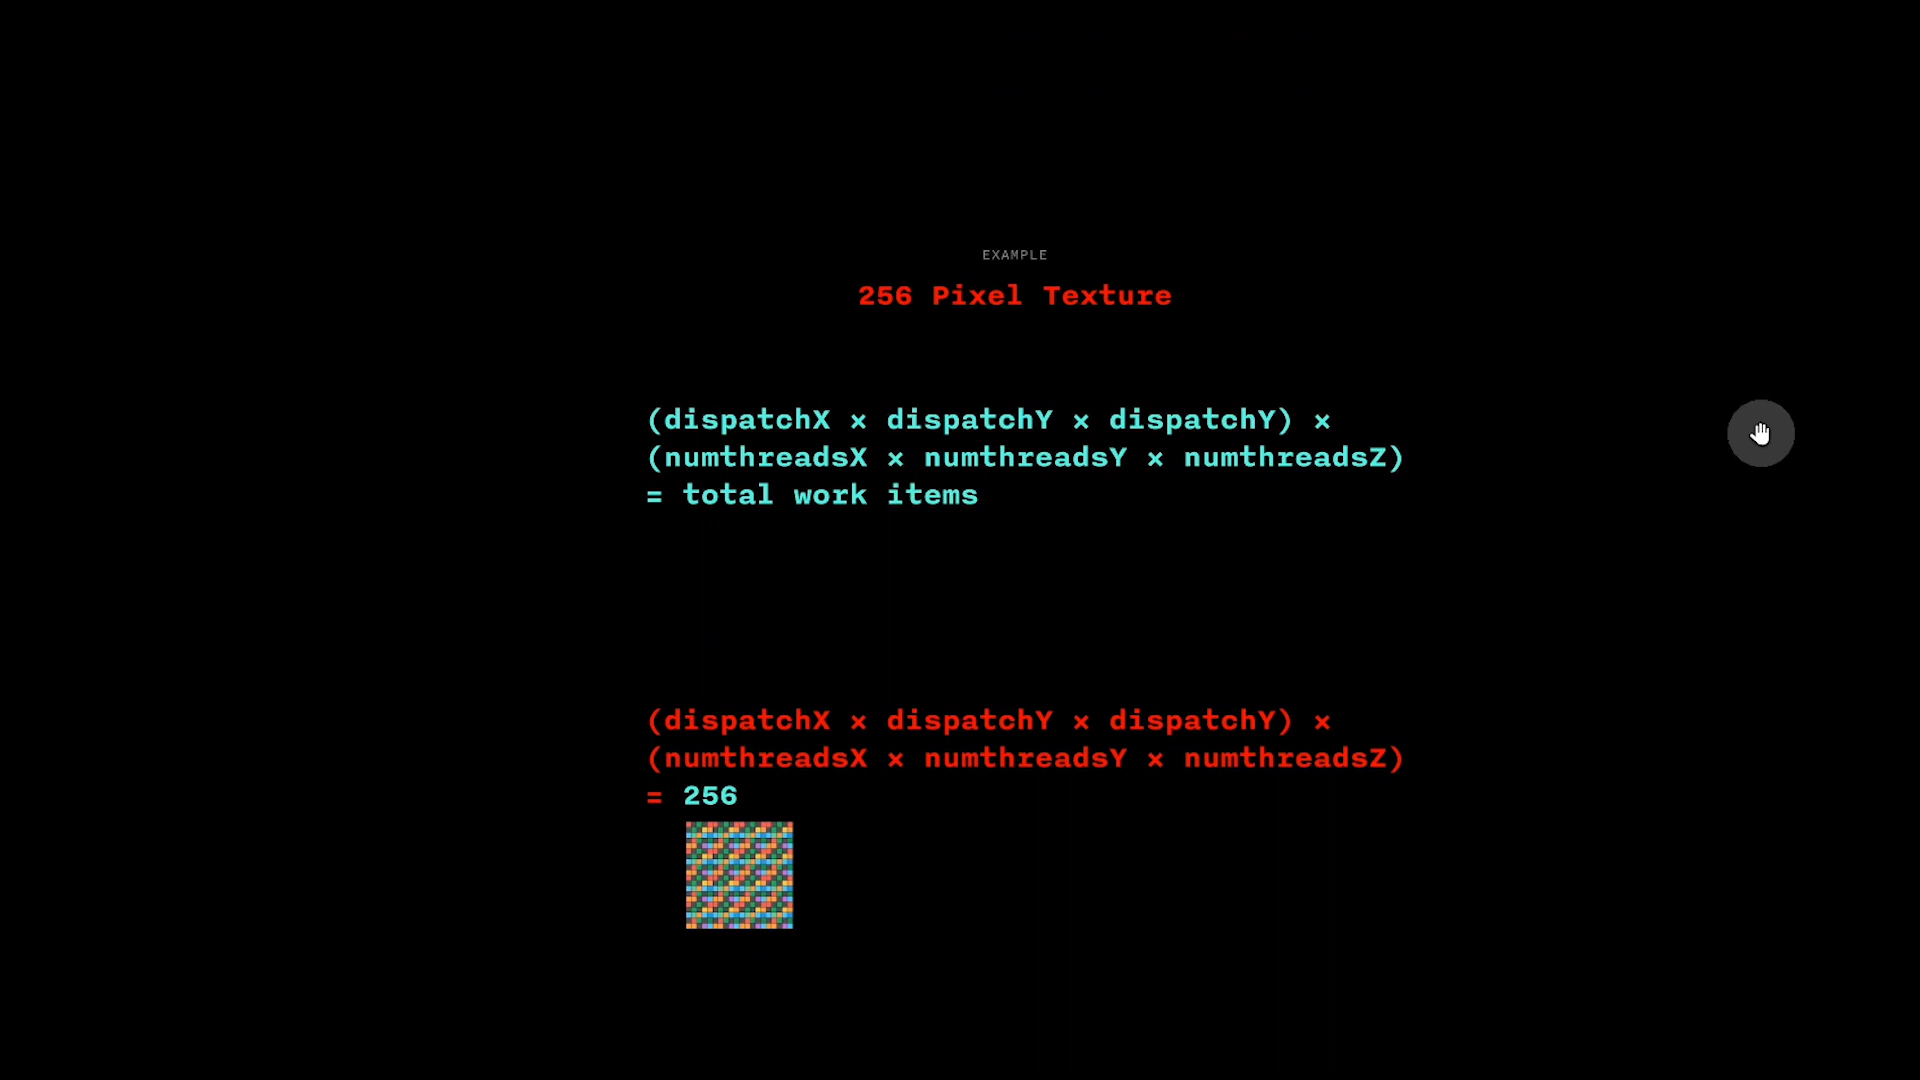 EXAMPLE
256 Pixel Texture
(dispatchX × dispatchY × dispatchY) ×
(numthreadsX × numthreadsY × numthreadsZ)
= total work items
(dispatchX × dispatchY × dispatchY) ×
(numthreadsX × numthreadsY × numthreadsZ)
= 256